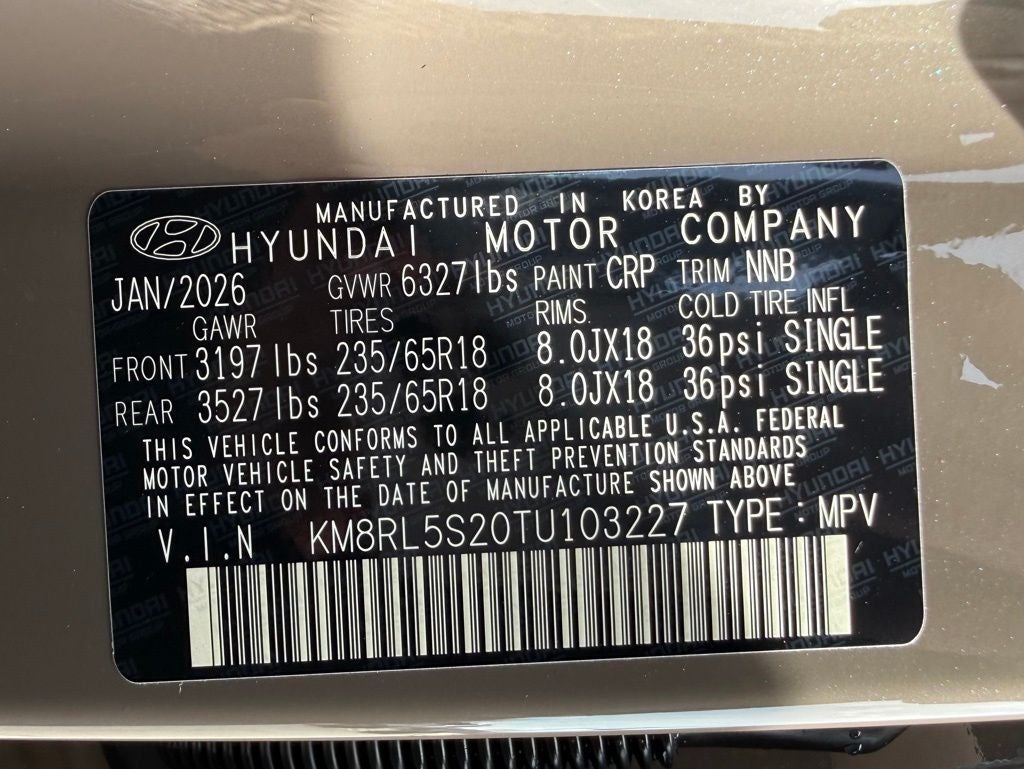 MANUFACTURED IN KOREA BY
HYUNDAI MOTOR COMPANY
JAN/2026 GVWR 6327lbs PAINT CRP TRIM NNB
GAWR TIRES RIMS COLD TIRE INFL
FRONT 3197lbs 235/65R18 8.0JX18 36psi SINGLE
REAR 3527lbs 235/65R18 8.0JX18 36psi SINGLE
THIS VEHICLE CONFORMS TO ALL APPLICABLE U.S.A. FEDERAL
MOTOR VEHICLE SAFETY AND THEFT PREVENTION STANDARDS
IN EFFECT ON THE DATE OF MANUFACTURE SHOWN ABOVE
V.I.N KM8RL5S20TU103227 TYPE · MPV